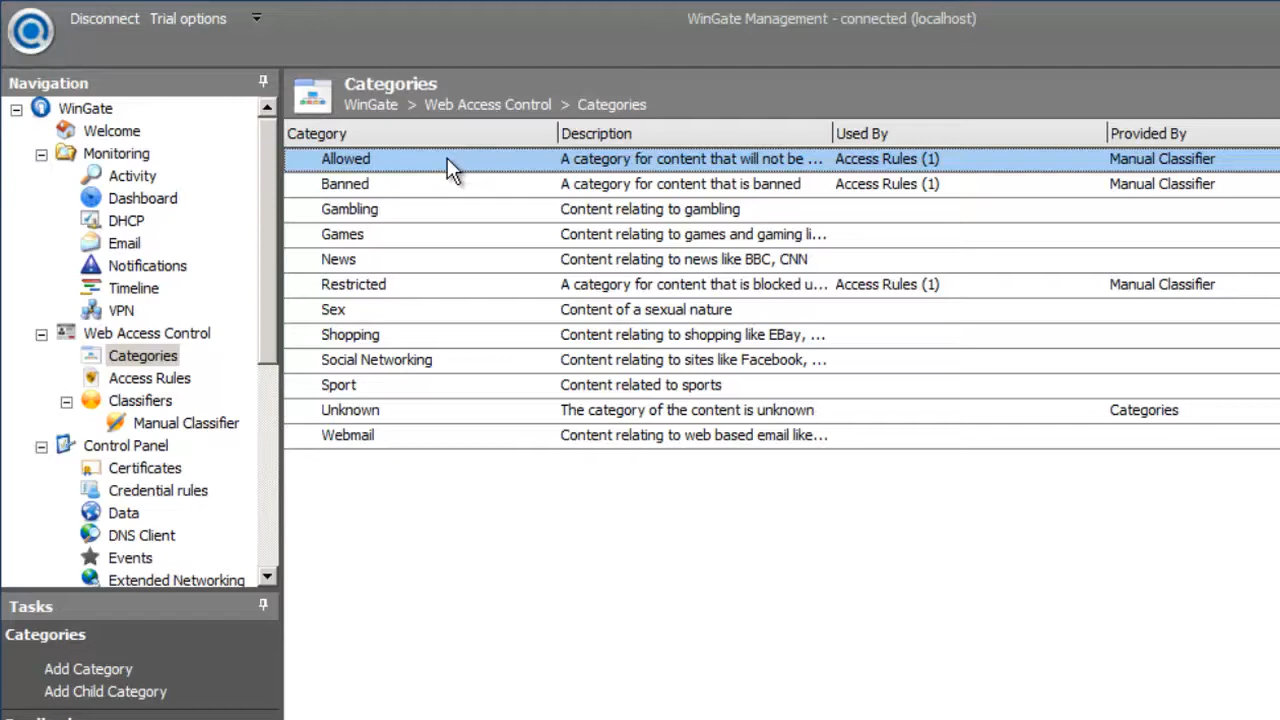 Disconnect Trial options
WinGate Management - connected (localhost)
Navigation
WinGate
Welcome
Monitoring
Activity
Dashboard
DHCP
Email
Notifications
Timeline
VPN
Web Access Control
Categories
Access Rules
Classifiers
Manual Classifier
Control Panel
Certificates
Credential rules
Data
DNS Client
Events
Extended Networking
Tasks
Categories
Add Category
Add Child Category
Categories
WinGate > Web Access Control > Categories
Category Description Used By Provided By
Allowed A category for content that will not be ... Access Rules (1) Manual Classifier
Banned A category for content that is banned Access Rules (1) Manual Classifier
Gambling Content relating to gambling
Games Content relating to games and gaming li...
News Content relating to news like BBC, CNN
Restricted A category for content that is blocked u... Access Rules (1) Manual Classifier
Sex Content of a sexual nature
Shopping Content relating to shopping like EBay, ...
Social Networking Content relating to sites like Facebook, ...
Sport Content related to sports
Unknown The category of the content is unknown Categories
Webmail Content relating to web based email like...